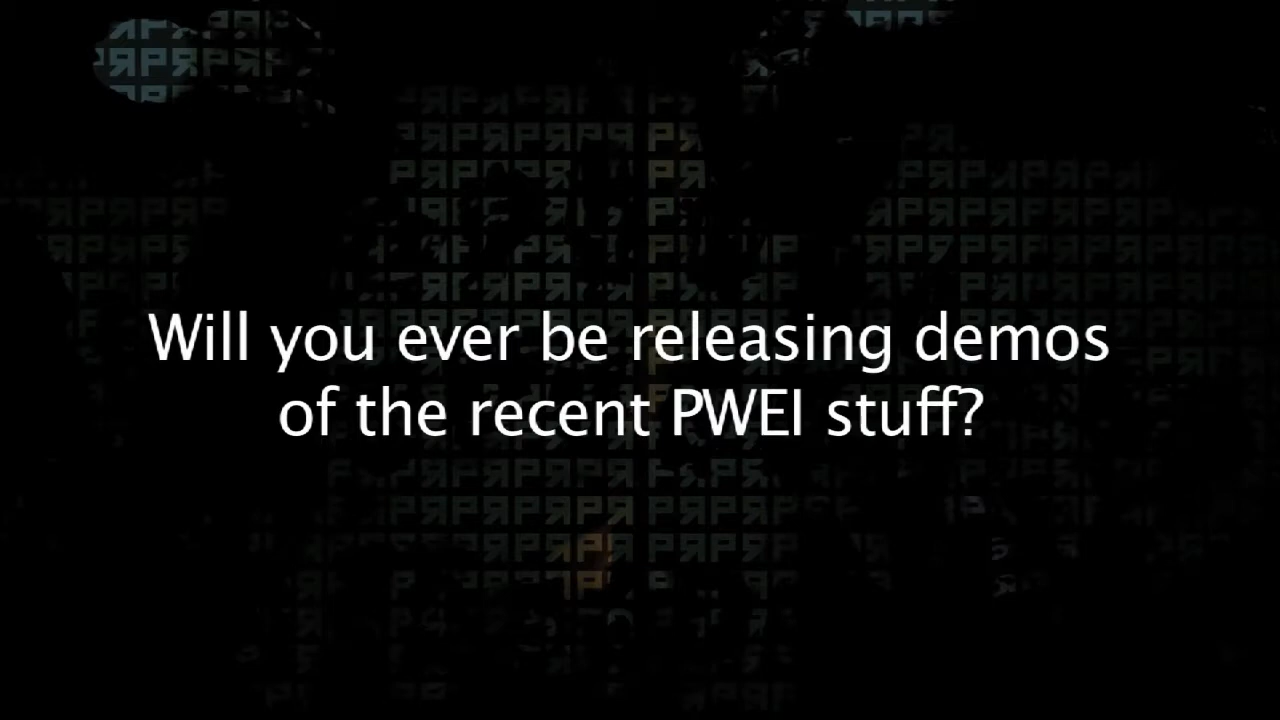 Will you ever be releasing demos
of the recent PWEI stuff?